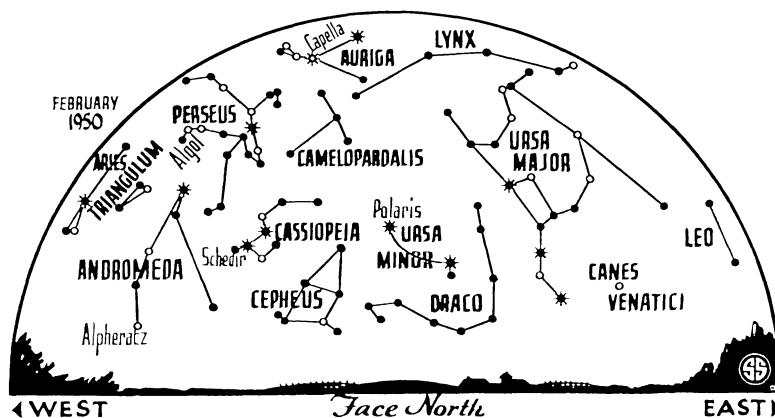 Capella
AURIGA
LYNX
FEBRUARY
1950
PERSEUS
Algol
ARIES
TRIANGULUM
CAMELOPARDALIS
URSA
MAJOR
Polaris
URSA
MINOR
CASSIOPEIA
Schedir
LEO
ANDROMEDA
CEPHEUS
DRACO
CANES
VENATICI
Alpheratz
SS
WEST
Face North
EAST